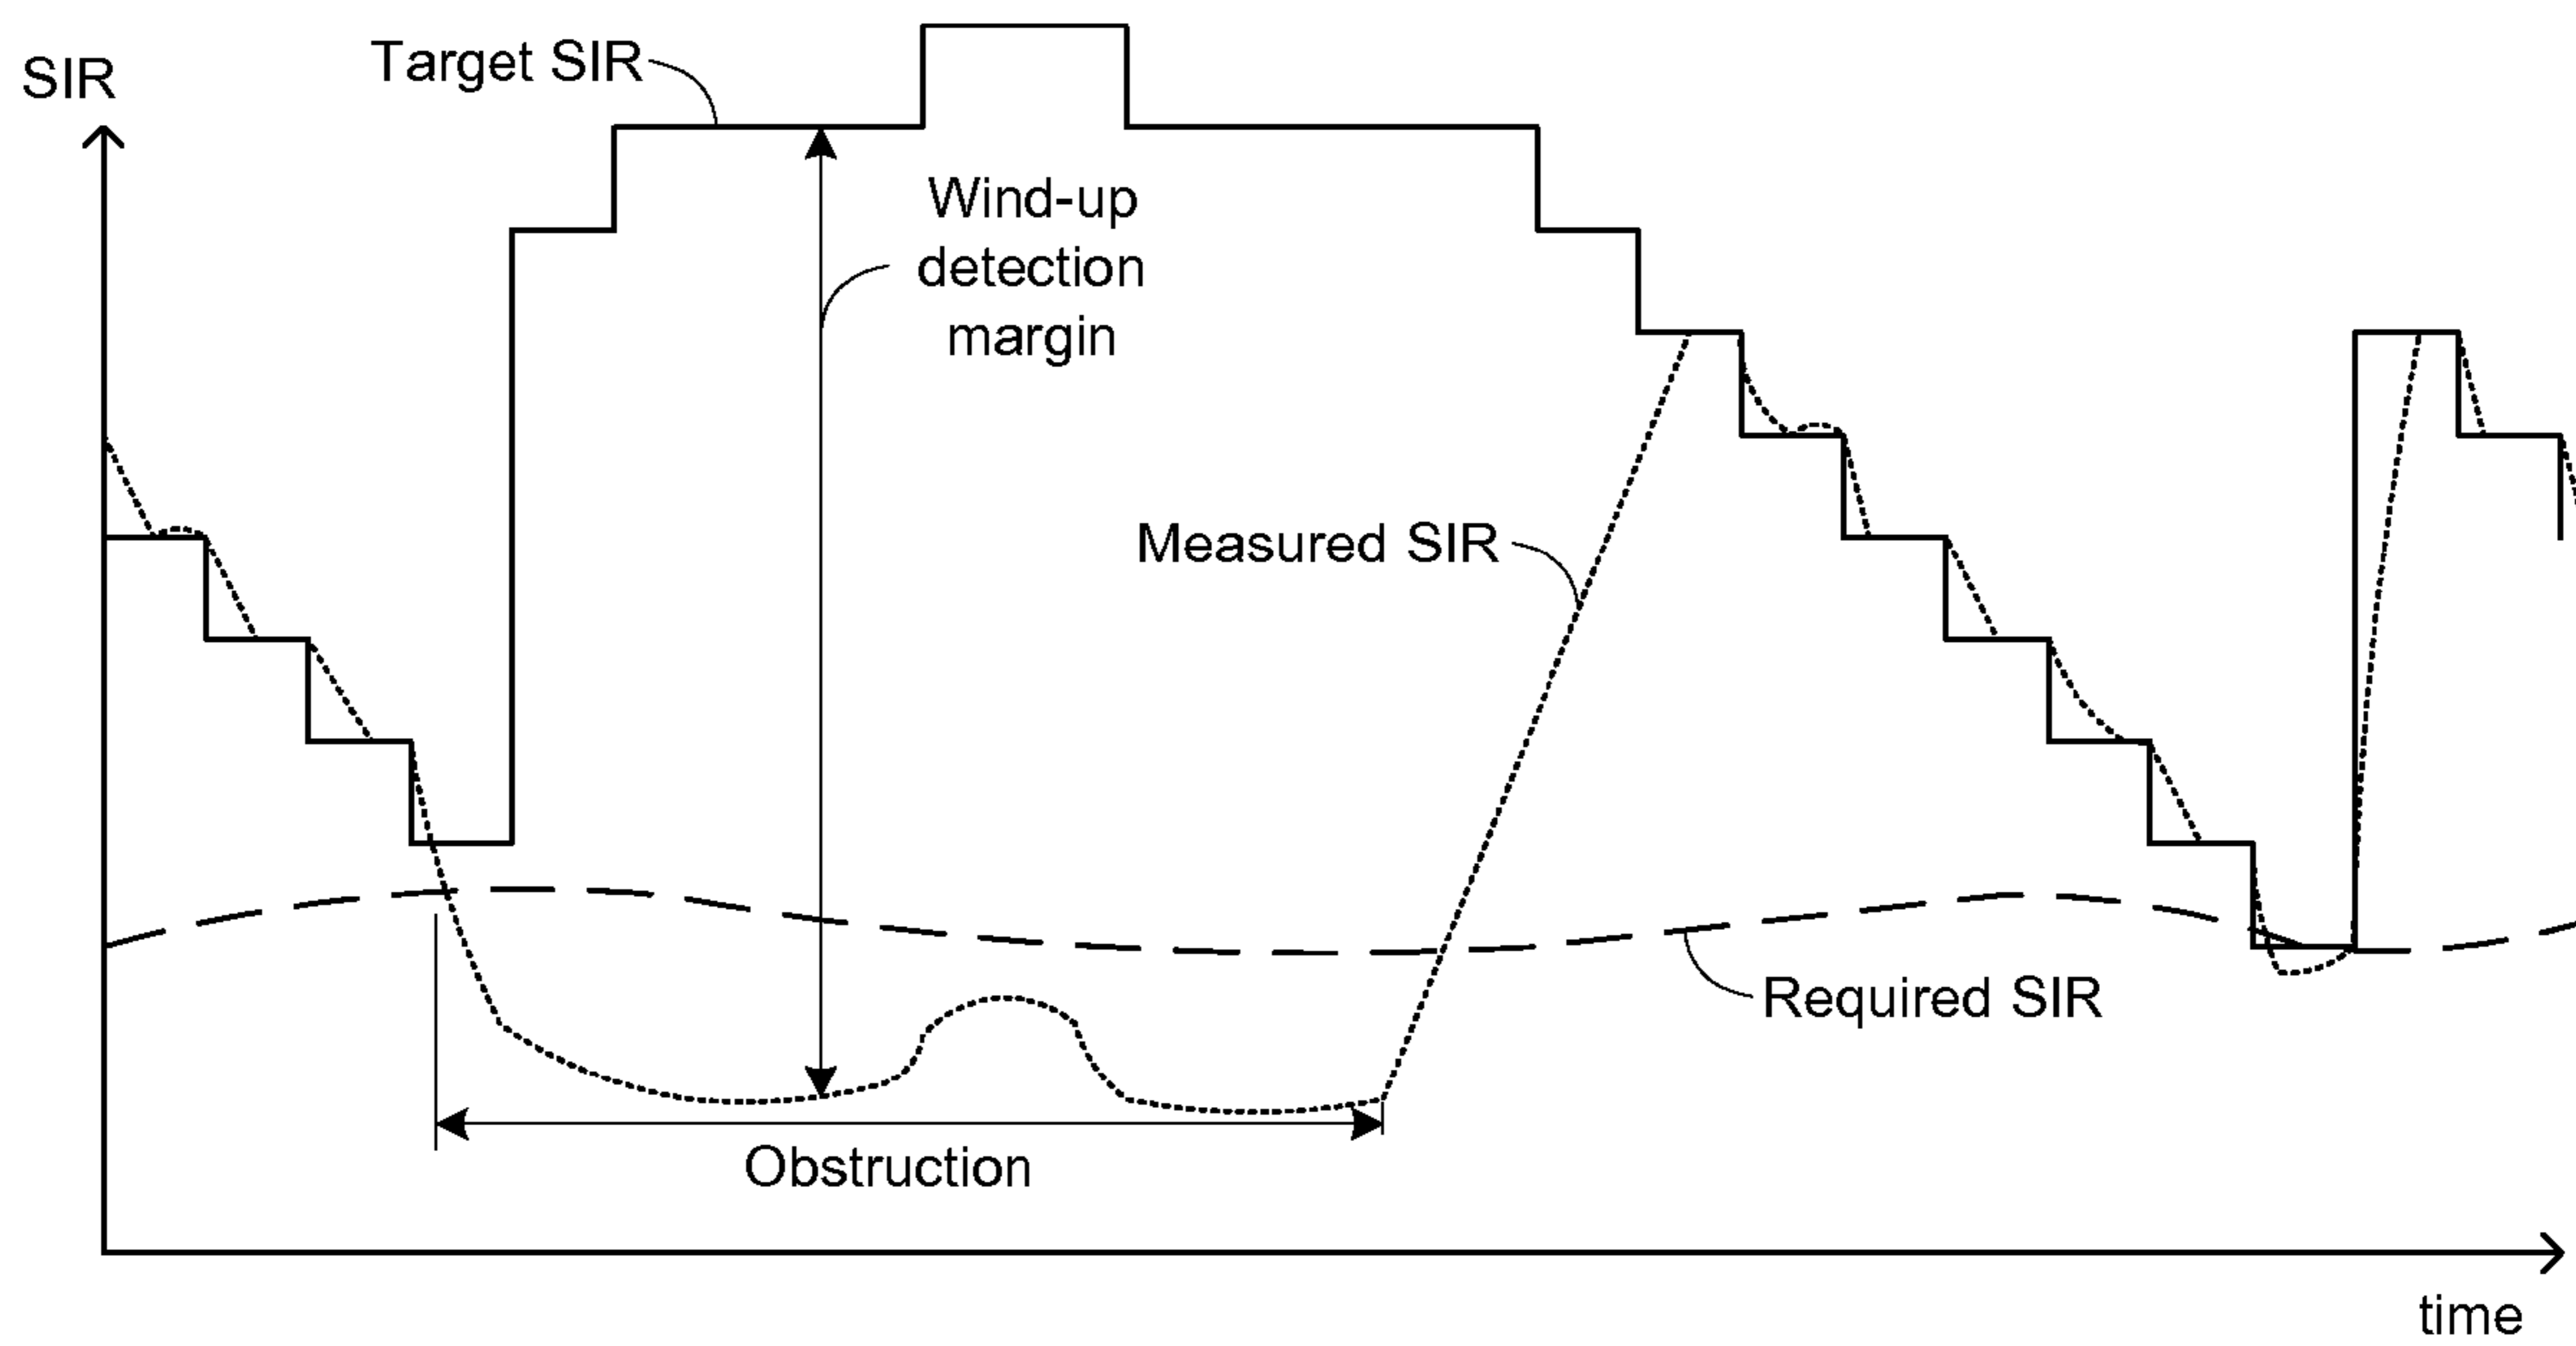 SIR
Target SIR
Wind-up
detection
margin
Measured SIR
Required SIR
Obstruction
time